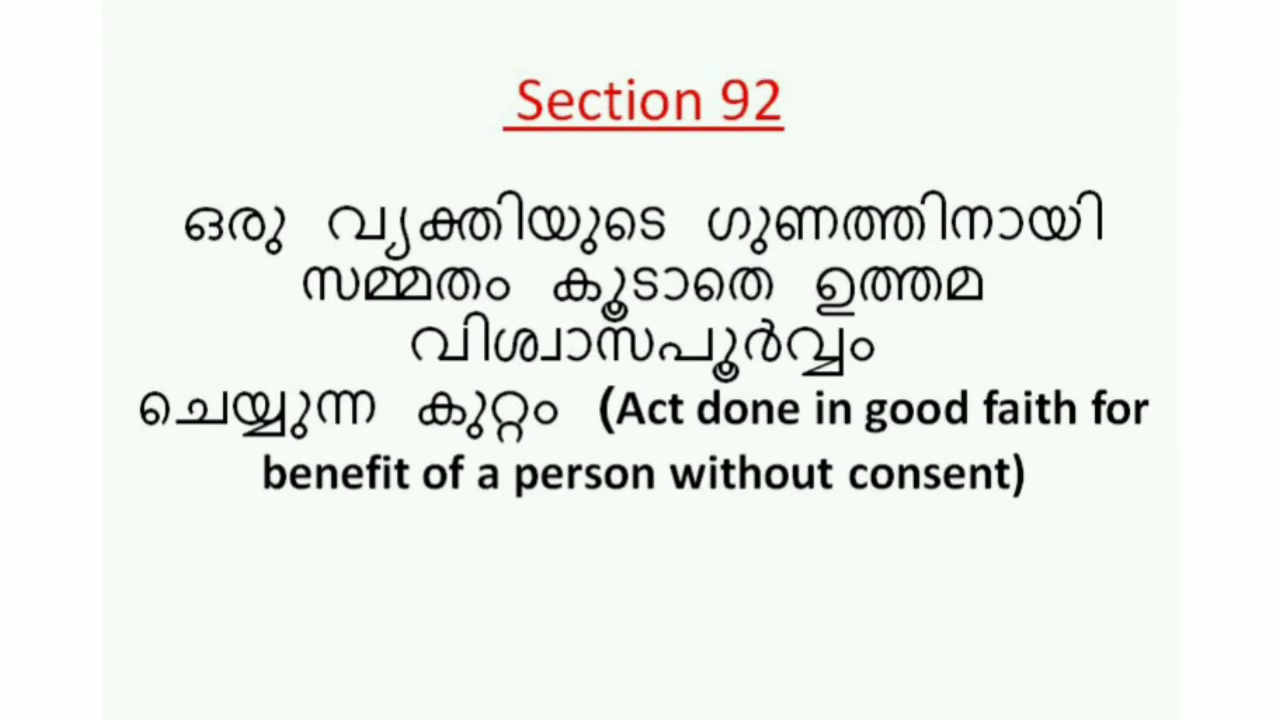 Section 92
ഒരു വ്യക്തിയുടെ ഗുണത്തിനായി
സമ്മതം കൂടാതെ ഉത്തമ
വിശ്വാസപൂർവ്വം
ചെയ്യുന്ന കുറ്റം (Act done in good faith for
benefit of a person without consent)